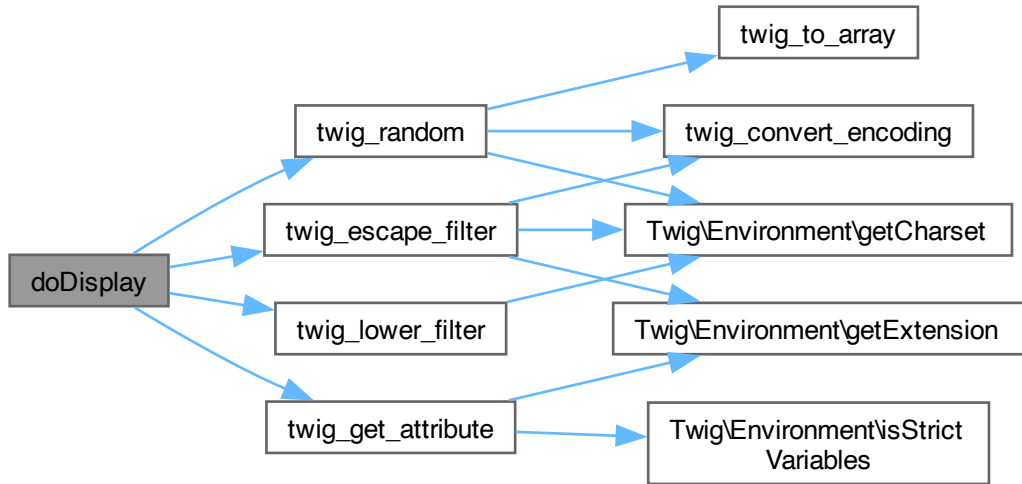 doDisplay
twig_random
twig_escape_filter
twig_lower_filter
twig_get_attribute
twig_to_array
twig_convert_encoding
Twig\Environment\getCharset
Twig\Environment\getExtension
Twig\Environment\isStrict
Variables